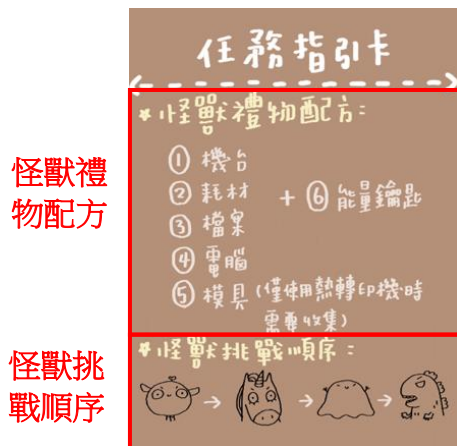 任務指引卡
怪獸禮物配方
*怪獸禮物配方：
① 機台
② 耗材
+ ⑥ 能量鑰匙
③ 檔案
④ 電腦
⑤ 模具（僅使用熱轉印機時
需要收集）
怪獸挑戰順序
*怪獸挑戰順序：